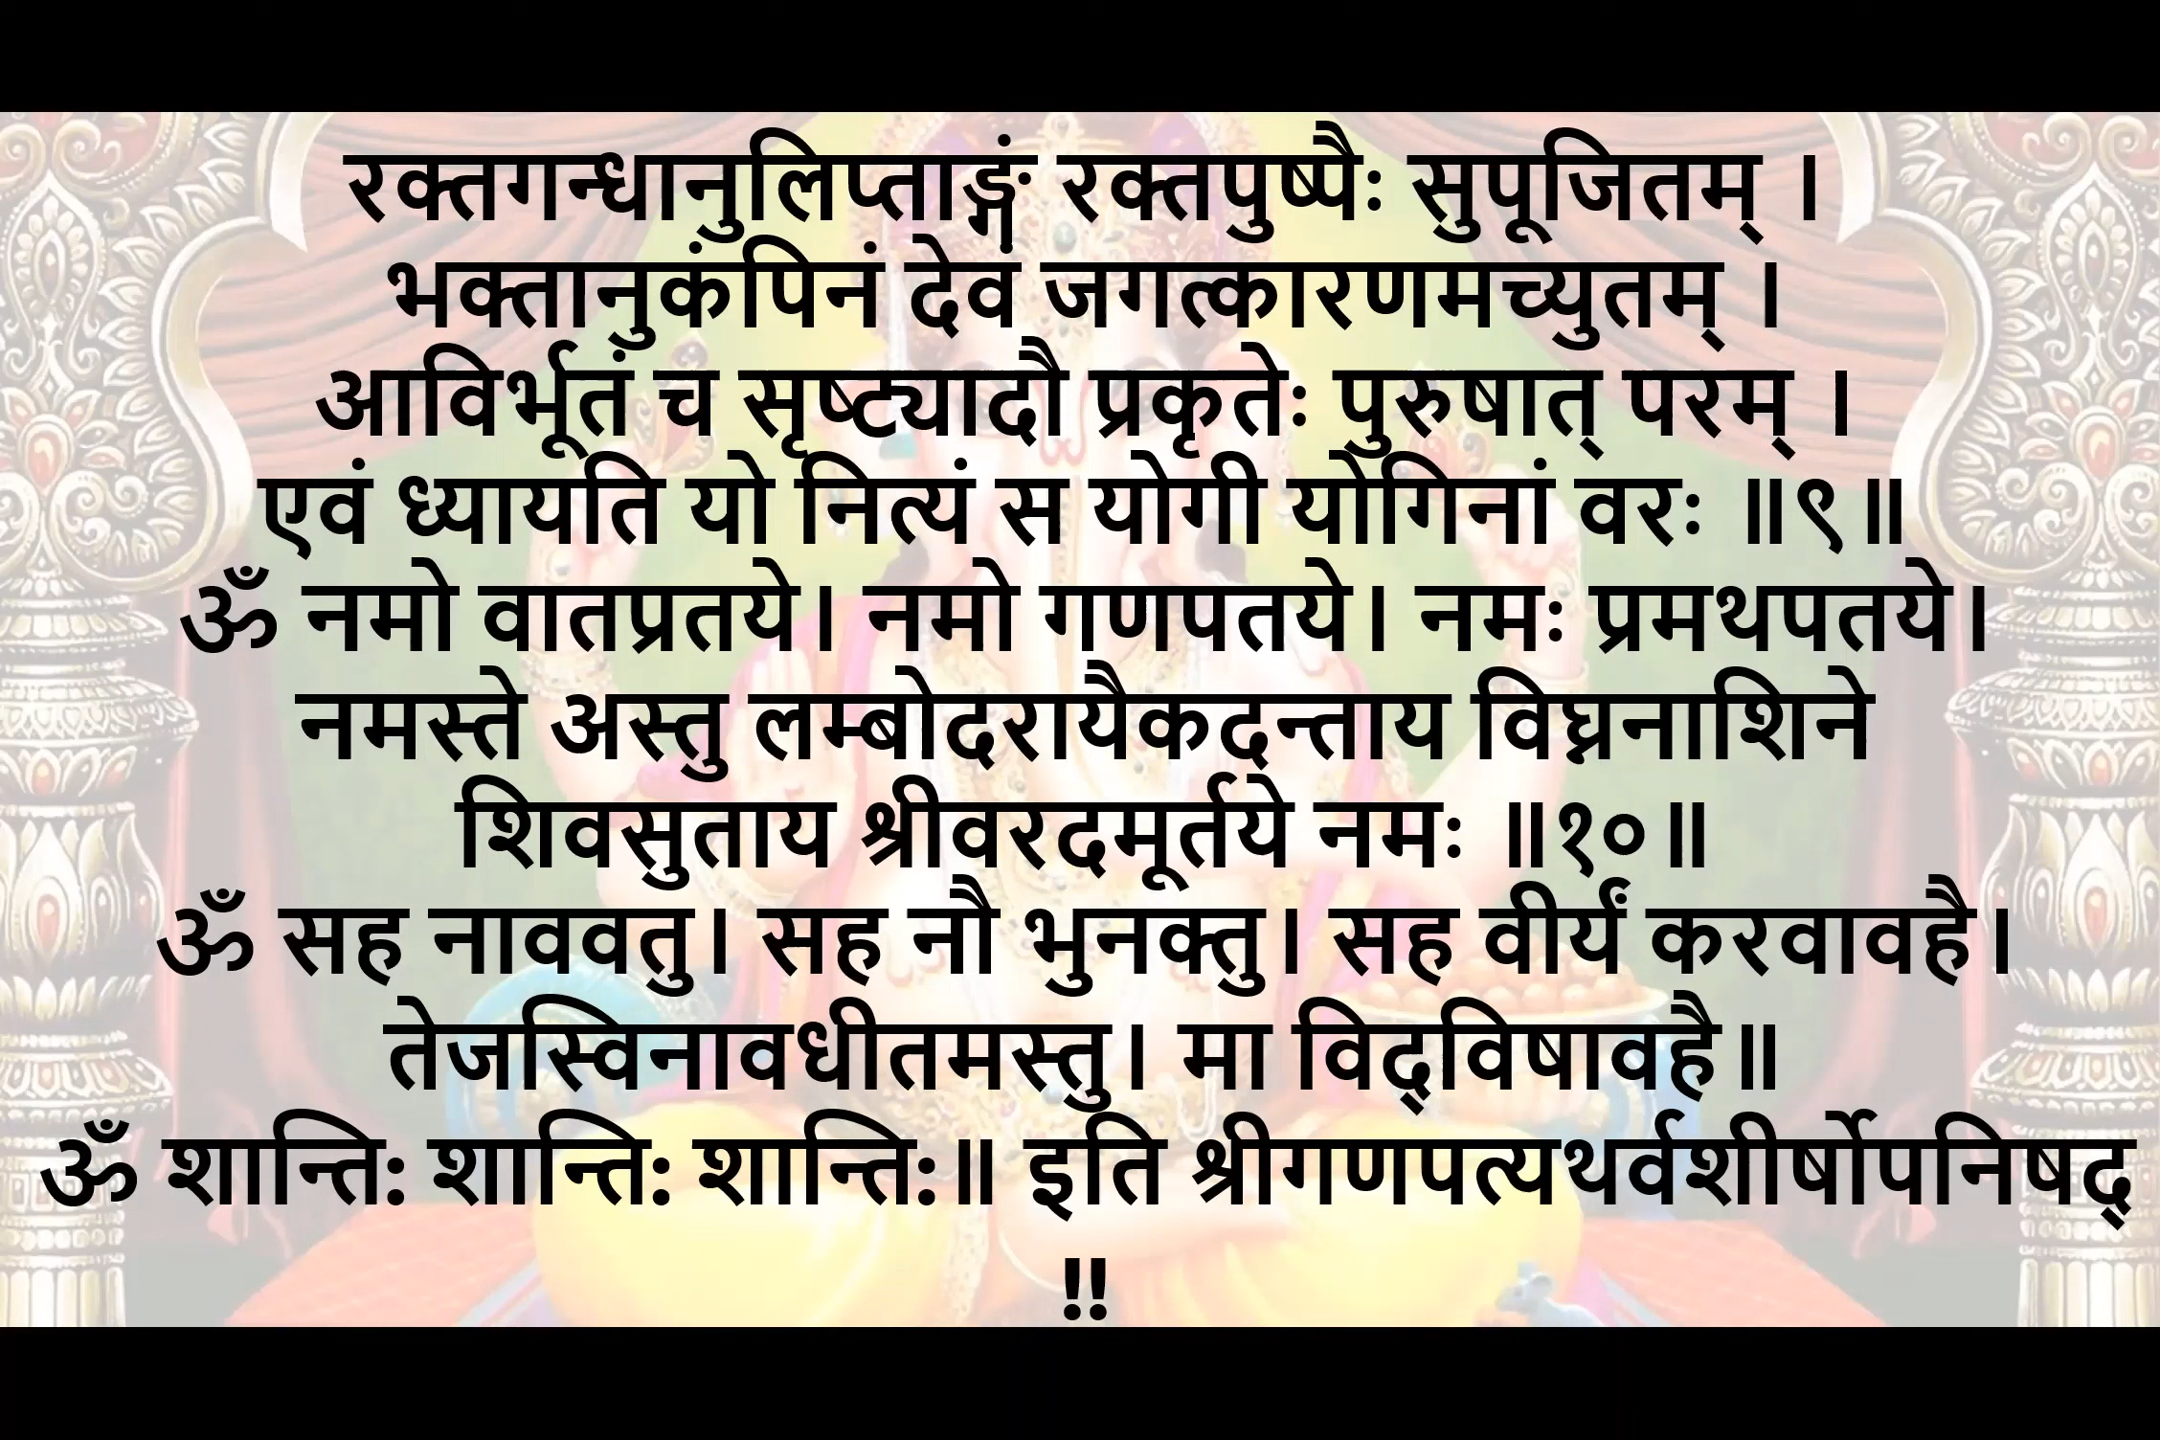 रक्तगन्धानुलिप्ताङ्गं रक्तपुष्पैः सुपूजितम् ।
भक्तानुकंपिनं देवं जगत्कारणमच्युतम् ।
आविर्भूतं च सृष्ट्यादौ प्रकृतेः पुरुषात् परम् ।
एवं ध्यायति यो नित्यं स योगी योगिनां वरः ॥९॥
ॐ नमो वातप्रतये। नमो गणपतये। नमः प्रमथपतये।
नमस्ते अस्तु लम्बोदरायैकदन्ताय विघ्ननाशिने
शिवसुताय श्रीवरदमूर्तये नमः ॥१०॥
ॐ सह नाववतु। सह नौ भुनक्तु। सह वीर्यं करवावहै।
तेजस्विनावधीतमस्तु। मा विद्‌विषावहै॥
ॐ शान्ति: शान्ति: शान्ति:॥ इति श्रीगणपत्यथर्वशीर्षोपनिषद्
!!